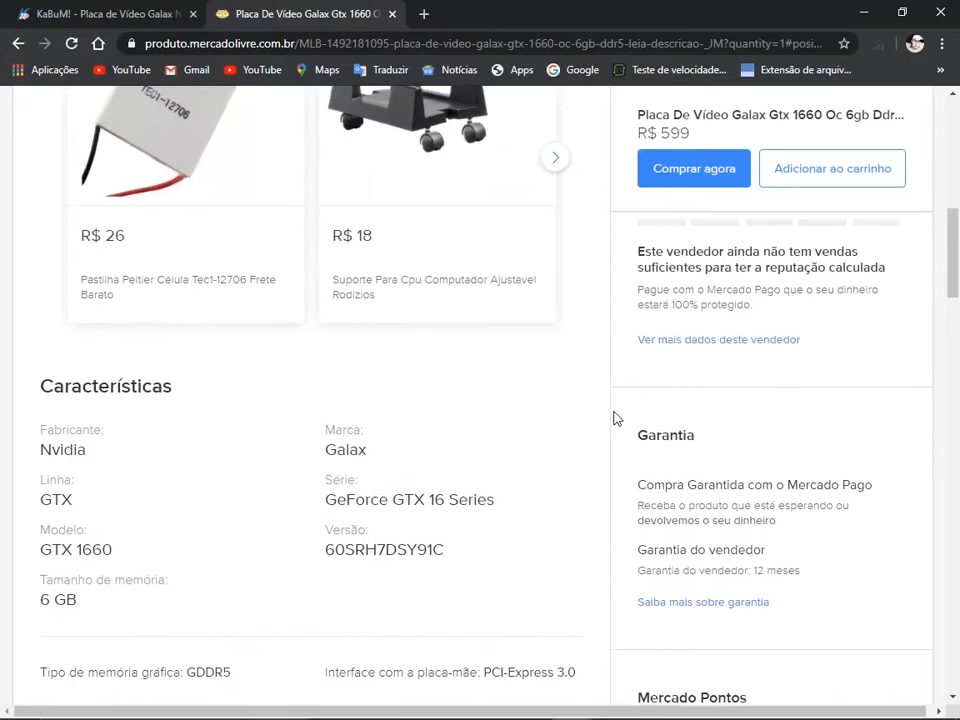 KaBuM! - Placa de Vídeo Galax N
Placa De Vídeo Galax Gtx 1660 O
produto.mercadolivre.com.br/MLB-1492181095-placa-de-video-galax-gtx-1660-oc-6gb-ddr5-leia-descricao-_JM?quantity=1#posi...
Aplicações
YouTube
Gmail
YouTube
Maps
Traduzir
Notícias
Apps
Google
Teste de velocidade...
Extensão de arquiv...
»
TEC1-12706
R$ 26
Pastilha Peltier Célula Tec1-12706 Frete
Barato
R$ 18
Suporte Para Cpu Computador Ajustavel
Rodizios
Características
Fabricante:
Nvidia
Marca:
Galax
Linha:
GTX
Série:
GeForce GTX 16 Series
Modelo:
GTX 1660
Versão:
60SRH7DSY91C
Tamanho de memória:
6 GB
Tipo de memória gráfica: GDDR5
Interface com a placa-mãe: PCI-Express 3.0
Placa De Vídeo Galax Gtx 1660 Oc 6gb Ddr...
R$ 599
Comprar agora
Adicionar ao carrinho
Este vendedor ainda não tem vendas
suficientes para ter a reputação calculada
Pague com o Mercado Pago que o seu dinheiro
estará 100% protegido.
Ver mais dados deste vendedor
Garantia
Compra Garantida com o Mercado Pago
Receba o produto que está esperando ou
devolvemos o seu dinheiro
Garantia do vendedor
Garantia do vendedor: 12 meses
Saiba mais sobre garantia
Mercado Pontos